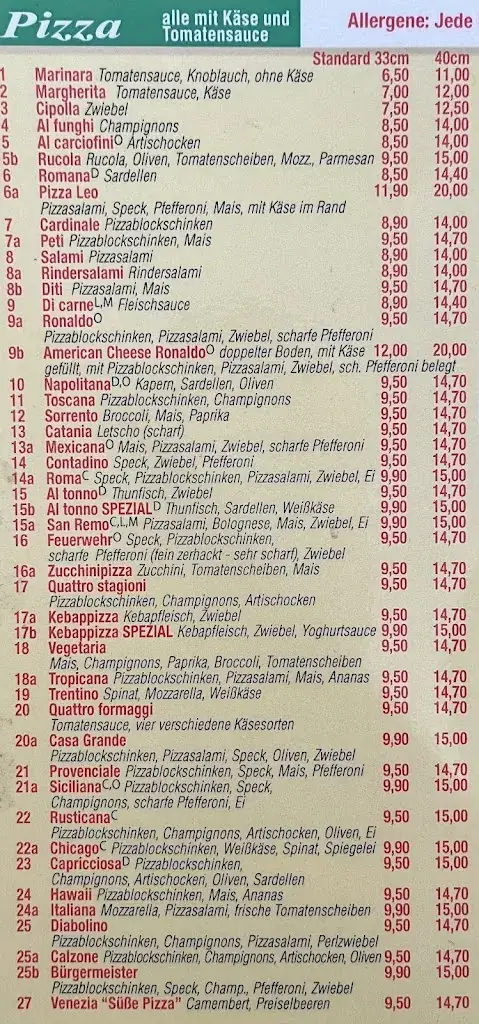 Pizza alle mit Käse und Tomatensauce Allergene: Jede
Standard 33cm 40cm
1 Marinara Tomatensauce, Knoblauch, ohne Käse 6,50 11,00
2 Margherita Tomatensauce, Käse 7,00 12,00
3 Cipolla Zwiebel 7,50 12,50
4 Al funghi Champignons 8,50 14,00
5 Al carciofini O Artischocken 8,50 14,00
5b Rucola Rucola, Oliven, Tomatenscheiben, Mozz., Parmesan 9,50 15,00
6 Romana D Sardellen 8,50 14,40
6a Pizza Leo 11,90 20,00
Pizzasalami, Speck, Pfefferoni, Mais, mit Käse im Rand
7 Cardinale Pizzablockschinken 8,90 14,00
7a Peti Pizzablockschinken, Mais 9,50 14,70
8 Salami Pizzasalami 8,90 14,00
8a Rindersalami Rindersalami 8,90 14,00
8b Diti Pizzasalami, Mais 9,50 14,70
9 Di carne L,M Fleischsauce 8,90 14,40
9a Ronaldo O 9,50 14,70
Pizzablockschinken, Pizzasalami, Zwiebel, scharfe Pfefferoni
9b American Cheese Ronaldo O doppelter Boden, mit Käse 12,00 20,00
gefüllt, mit Pizzablockschinken, Pizzasalami, Zwiebel, sch. Pfefferoni belegt
10 Napolitana D,O Kapern, Sardellen, Oliven 9,50 14,70
11 Toscana Pizzablockschinken, Champignons 9,50 14,70
12 Sorrento Broccoli, Mais, Paprika 9,50 14,70
13 Catania Letscho (scharf) 9,50 14,70
13a Mexicana O Mais, Pizzasalami, Zwiebel, scharfe Pfefferoni 9,50 14,70
14 Contadino Speck, Zwiebel, Pfefferoni 9,50 14,70
14a Roma C Speck, Pizzablockschinken, Pizzasalami, Zwiebel, Ei 9,90 15,00
15 Al tonno D Thunfisch, Zwiebel 9,50 14,70
15b Al tonno SPEZIAL D Thunfisch, Sardellen, Weißkäse 9,90 15,00
15a San Remo C,L,M Pizzasalami, Bolognese, Mais, Zwiebel, Ei 9,90 15,00
16 Feuerwehr O Speck, Pizzablockschinken, 9,50 14,70
scharfe Pfefferoni (fein zerhackt - sehr scharf), Zwiebel
16a Zucchinipizza Zucchini, Tomatenscheiben, Mais 9,50 14,70
17 Quattro stagioni 9,50 14,70
Pizzablockschinken, Champignons, Artischocken
17a Kebappizza Kebapfleisch, Zwiebel 9,50 14,70
17b Kebappizza SPEZIAL Kebapfleisch, Zwiebel, Yoghurtsauce 9,90 15,00
18 Vegetaria 9,50 14,70
Mais, Champignons, Paprika, Broccoli, Tomatenscheiben
18a Tropicana Pizzablockschinken, Pizzasalami, Mais, Ananas 9,50 14,70
19 Trentino Spinat, Mozzarella, Weißkäse 9,50 14,70
20 Quattro formaggi 9,50 14,70
Tomatensauce, vier verschiedene Käsesorten
20a Casa Grande 9,90 15,00
Pizzablockschinken, Pizzasalami, Speck, Oliven, Zwiebel
21 Provenciale Pizzablockschinken, Speck, Mais, Pfefferoni 9,50 14,70
21a Siciliana C,O Pizzablockschinken, Speck, 9,90 15,00
Champignons, scharfe Pfefferoni, Ei
22 Rusticana C 9,50 15,00
Pizzablockschinken, Champignons, Artischocken, Oliven, Ei
22a Chicago C Pizzablockschinken, Weißkäse, Spinat, Spiegelei 9,90 15,00
23 Capricciosa D Pizzablockschinken, 9,50 15,00
Champignons, Artischocken, Oliven, Sardellen
24 Hawaii Pizzablockschinken, Mais, Ananas 9,50 14,70
24a Italiana Mozzarella, Pizzasalami, frische Tomatenscheiben 9,90 15,00
25 Diabolino 9,50 14,70
Pizzablockschinken, Champignons, Pizzasalami, Perlzwiebel
25a Calzone Pizzablockschinken, Champignons, Artischocken, Oliven 9,50 14,70
25b Bürgermeister 9,90 15,00
Pizzablockschinken, Speck, Champ., Pfefferoni, Zwiebel
27 Venezia "Süße Pizza" Camembert, Preiselbeeren 9,50 14,70